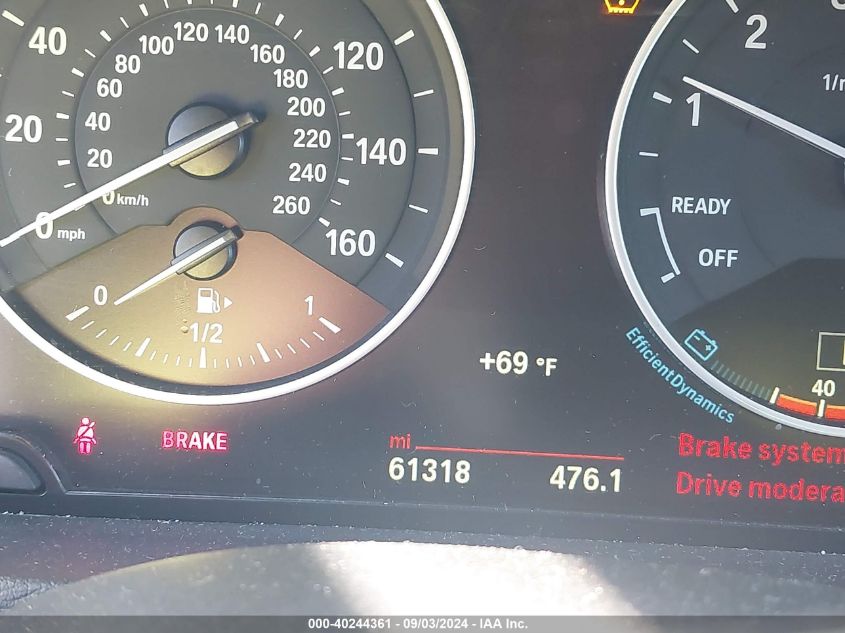 20
40
120
140
160
0 mph
0 km/h
20
40
60
80
100
120
140
160
180
200
220
240
260
0
1/2
1
1
2
READY
OFF
EfficientDynamics
40
+69 °F
BRAKE
mi
61318 476.1
Brake system
Drive
000-40244361 - 09/03/2024 - IAA Inc.